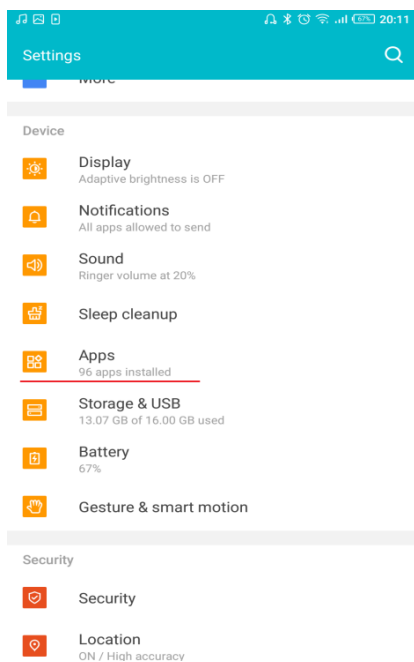 67% 20:11
Settings
More
Device
Display
Adaptive brightness is OFF
Notifications
All apps allowed to send
Sound
Ringer volume at 20%
Sleep cleanup
Apps
96 apps installed
Storage & USB
13.07 GB of 16.00 GB used
Battery
67%
Gesture & smart motion
Security
Security
Location
ON / High accuracy